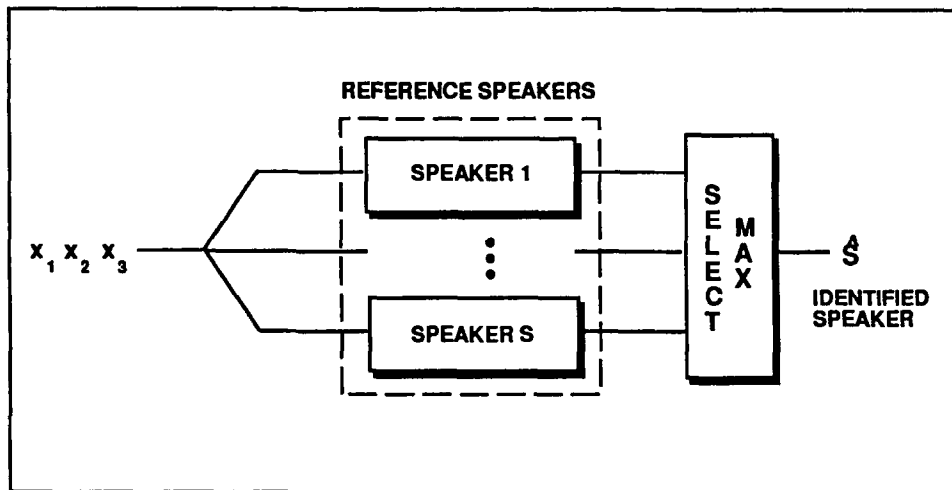 REFERENCE SPEAKERS
SPEAKER 1
X₁ X₂ X₃
SPEAKER S
SELECT
MAX
Ŝ
IDENTIFIED
SPEAKER